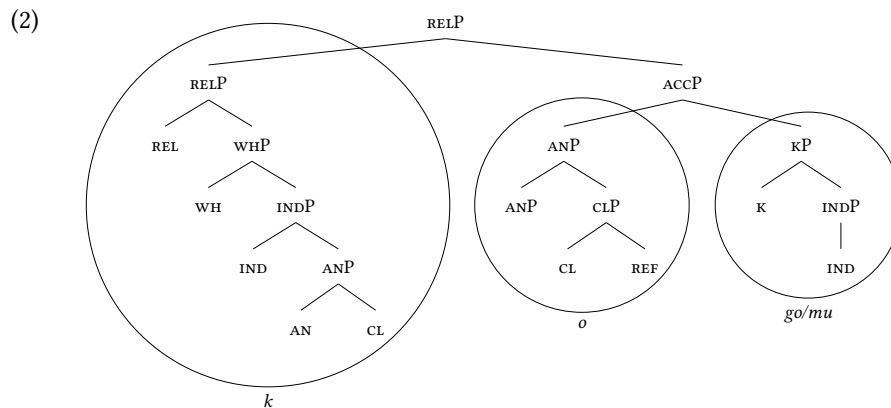 (2)
RELP
RELP ACCP
REL WHP ANP KP
WH INDP ANP CLP K INDP
IND ANP CL REF IND
AN CL
o go/mu
k